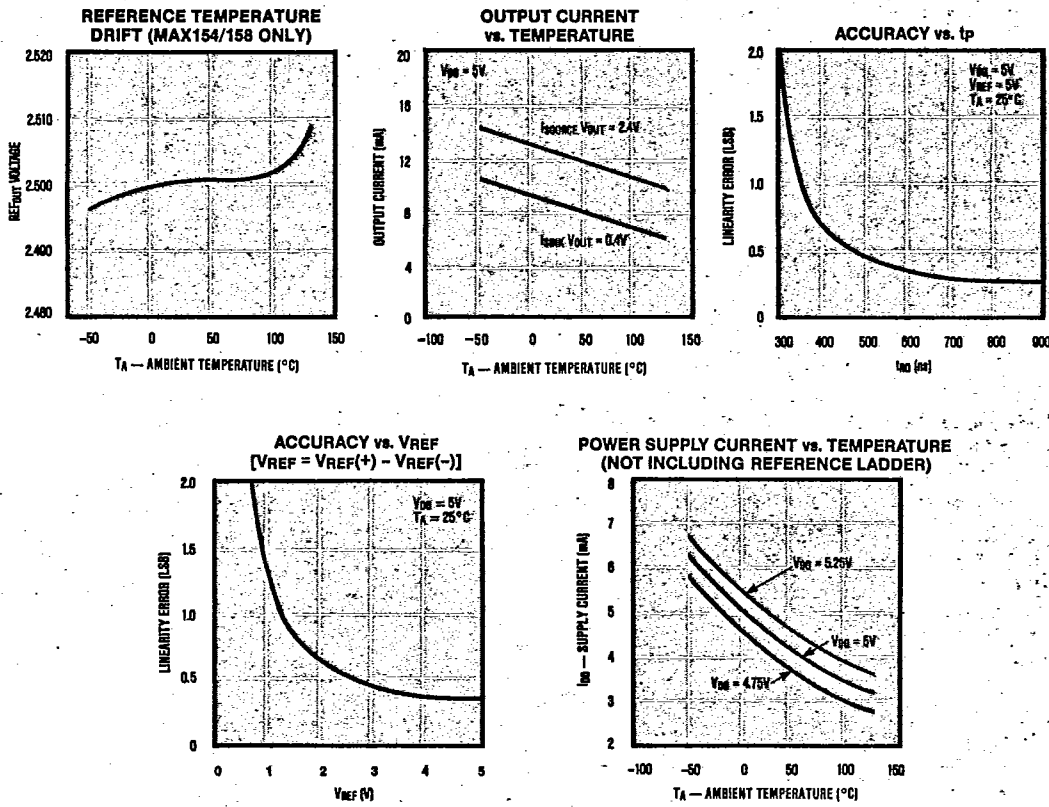 REFERENCE TEMPERATURE
DRIFT (MAX154/158 ONLY)
2.520
2.510
2.500
2.400
2.480
REFOUT VOLTAGE
-50
0
50
100
150
TA — AMBIENT TEMPERATURE (°C)
OUTPUT CURRENT
vs. TEMPERATURE
20
16
12
8
4
0
OUTPUT CURRENT (mA)
VDD = 5V
ISOURCE VOUT = 2.4V
ISINK VOUT = 0.4V
-100
-50
0
50
100
150
TA — AMBIENT TEMPERATURE (°C)
ACCURACY vs. tp
2.0
1.5
1.0
0.5
0
LINEARITY ERROR (LSB)
VDD = 5V
VREF = 5V
TA = 25°C
300
400
500
600
700
800
900
(ns)
ACCURACY vs. VREF
[VREF = VREF(+) - VREF(-)]
2.0
1.5
1.0
0.5
0
LINEARITY ERROR (LSB)
VDD = 5V
TA = 25°C
0
1
2
3
4
5
VREF (V)
POWER SUPPLY CURRENT vs. TEMPERATURE
(NOT INCLUDING REFERENCE LADDER)
8
7
6
5
4
3
2
IDD — SUPPLY CURRENT (mA)
VDD = 5.25V
VDD = 5V
VDD = 4.75V
-100
-50
0
50
100
150
TA — AMBIENT TEMPERATURE (°C)